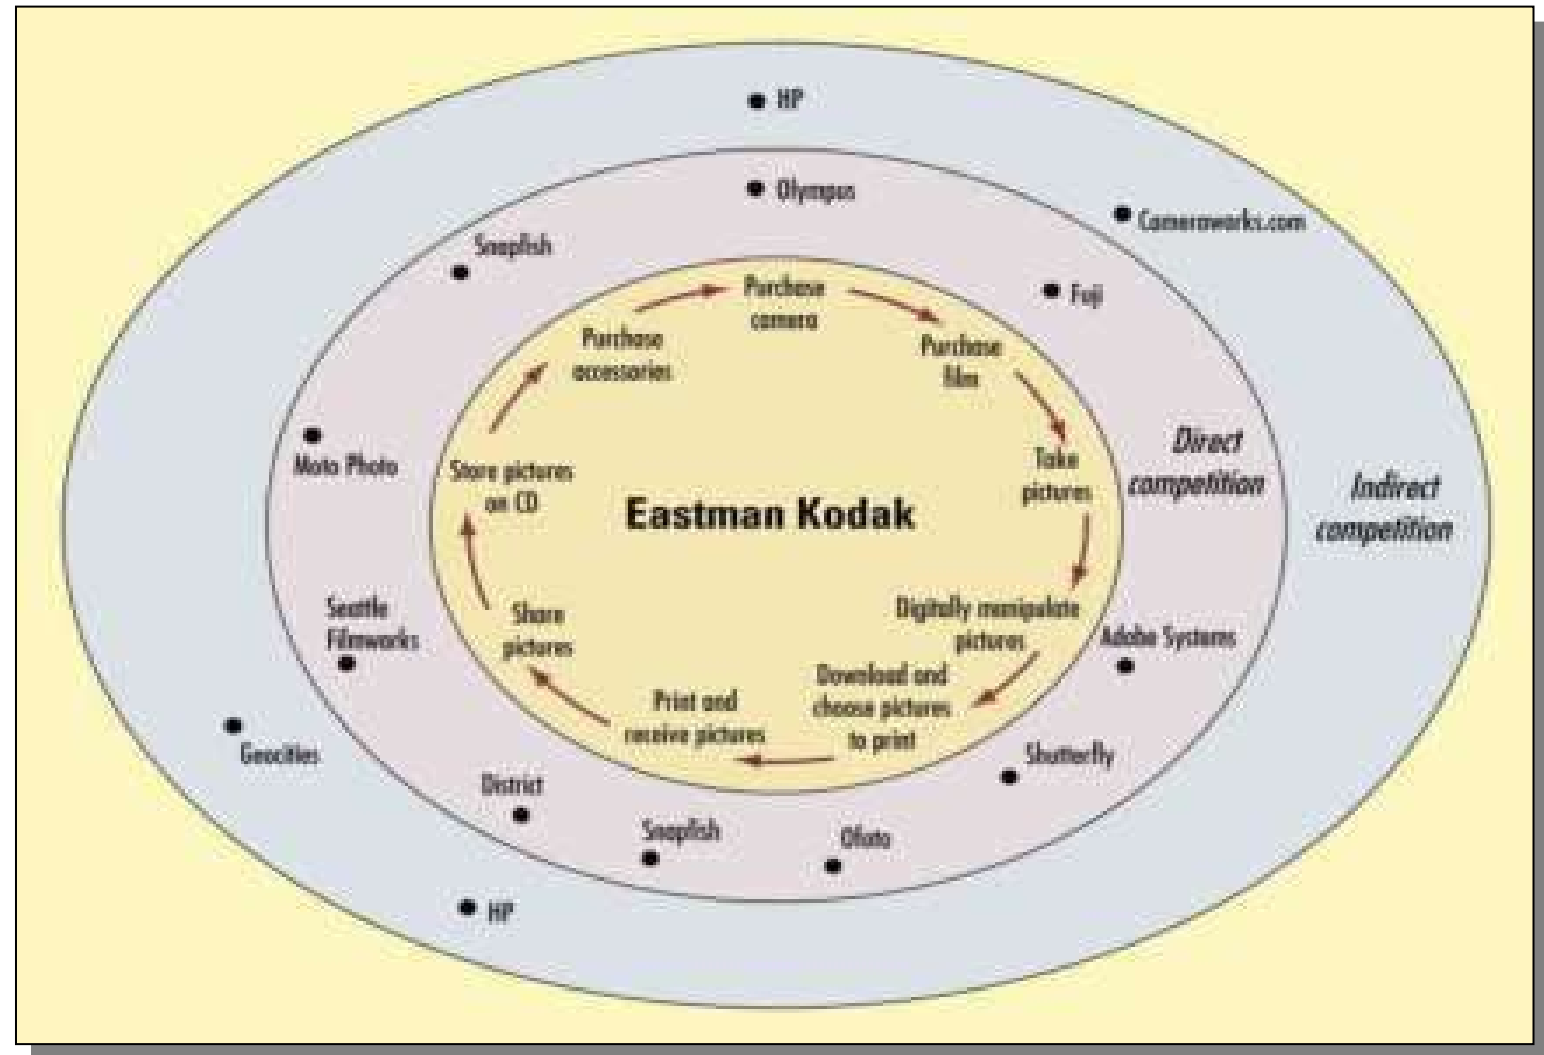 HP
Olympus
Cameraworks.com
Snapfish
Fuji
Purchase
camera
Purchase
accessories
Purchase
film
Direct
competition
Moto Photo
Store pictures
on CD
Take
pictures
Indirect
competition
Eastman Kodak
Seattle
Filmworks
Share
pictures
Digitally manipulate
pictures
Adobe Systems
Download and
choose pictures
to print
Print and
receive pictures
Geocities
Shutterfly
District
Snapfish
Ofoto
HP